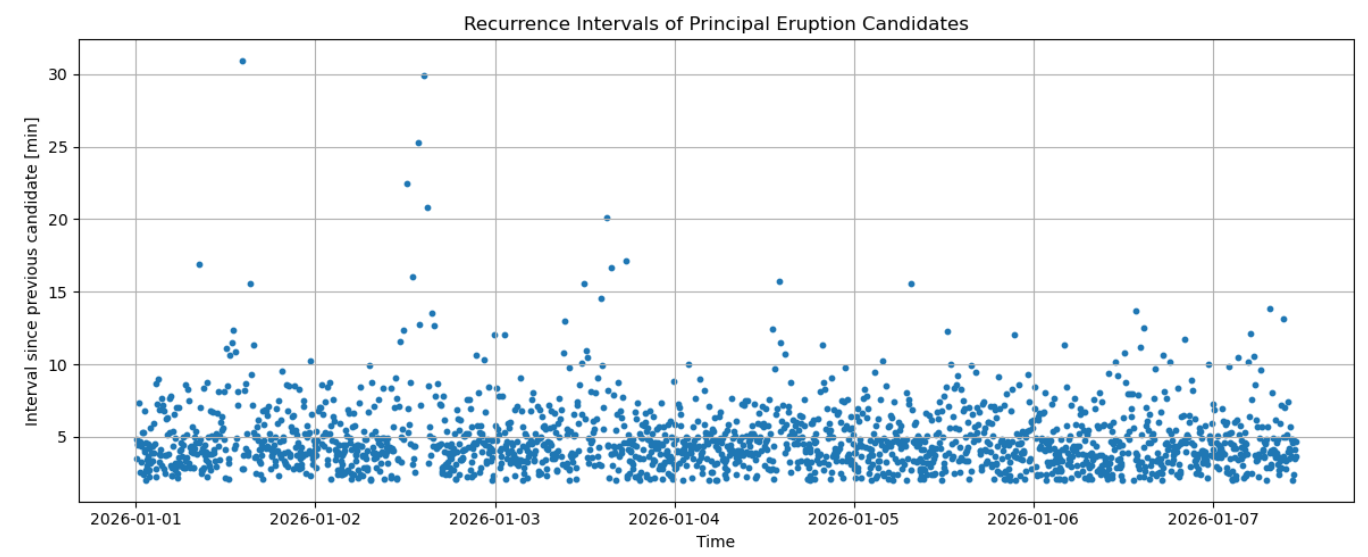 Recurrence Intervals of Principal Eruption Candidates
Interval since previous candidate [min]
30
25
20
15
10
5
2026-01-01 2026-01-02 2026-01-03 2026-01-04 2026-01-05 2026-01-06 2026-01-07
Time